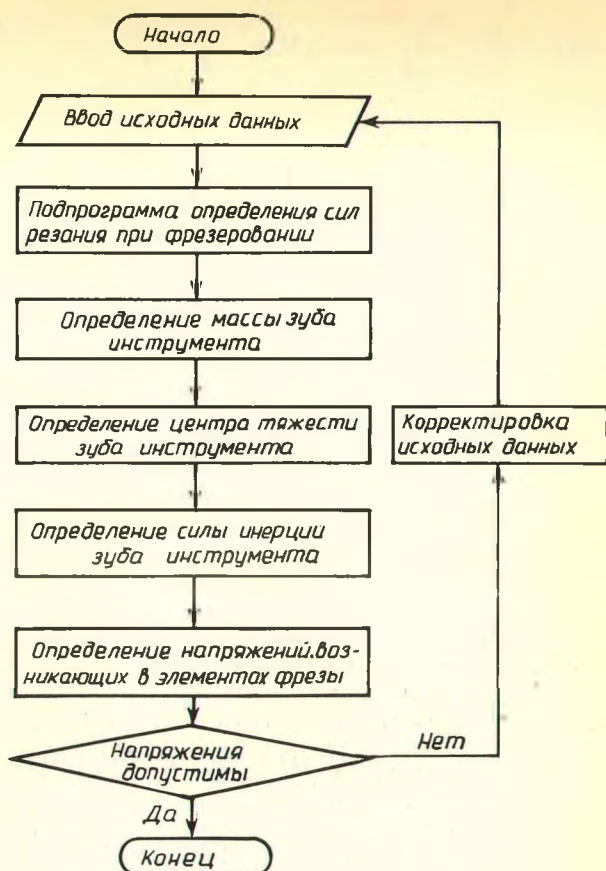 Начало
Ввод исходных данных
Подпрограмма определения сил
резания при фрезеровании
Определение массы зуба
инструмента
Определение центра тяжести
зуба инструмента
Корректировка
исходных данных
Определение силы инерции
зуба инструмента
Определение напряжений,воз-
никающих в элементах фрезы
Напряжения
допустимы
Нет
Да
Конец